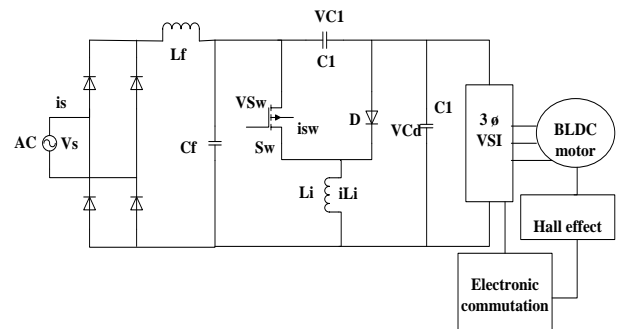 VC1
Lf
C1
C1
is
VSw
isw
D
VCd
3 ø
VSI
BLDC
motor
AC
Vs
Cf
Sw
Li
iLi
Hall effect
Electronic
commutation